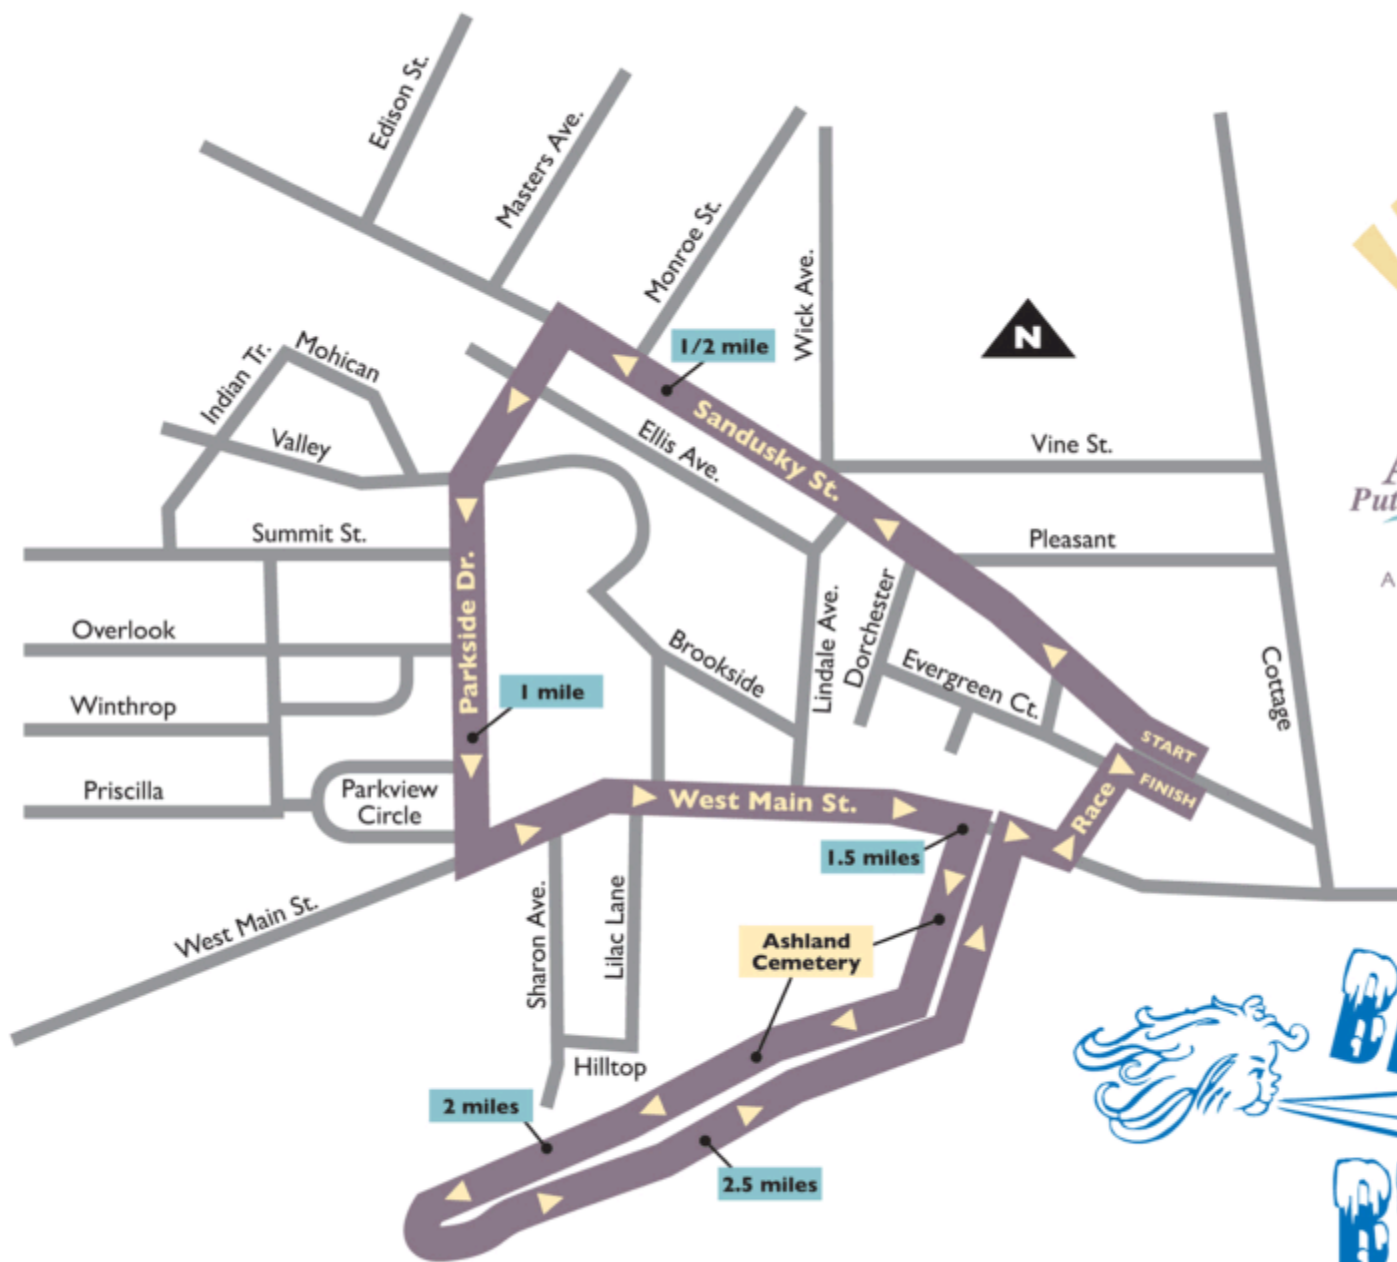 Edison St.
Masters Ave.
Monroe St.
Wick Ave.
N
1/2 mile
Mohican
Indian Tr.
Valley
Ellis Ave.
Sandusky St.
Vine St.
Put
Summit St.
Pleasant
A
Parkside Dr.
Overlook
Brookside
Lindale Ave.
Dorchester
Evergreen Ct.
Cottage
1 mile
Winthrop
START
FINISH
Priscilla
Parkview
Circle
West Main St.
Race
1.5 miles
West Main St.
Sharon Ave.
Lilac Lane
Ashland
Cemetery
Hilltop
2 miles
2.5 miles